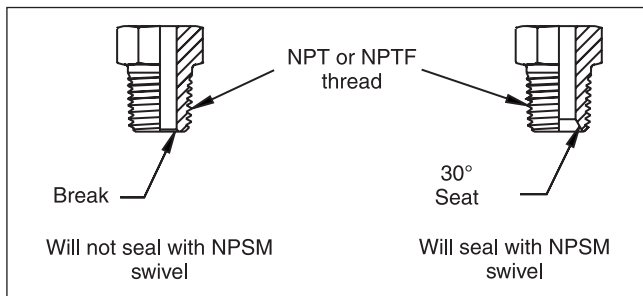 NPT or NPTF
thread
Break
30°
Seat
Will not seal with NPSM
swivel
Will seal with NPSM
swivel